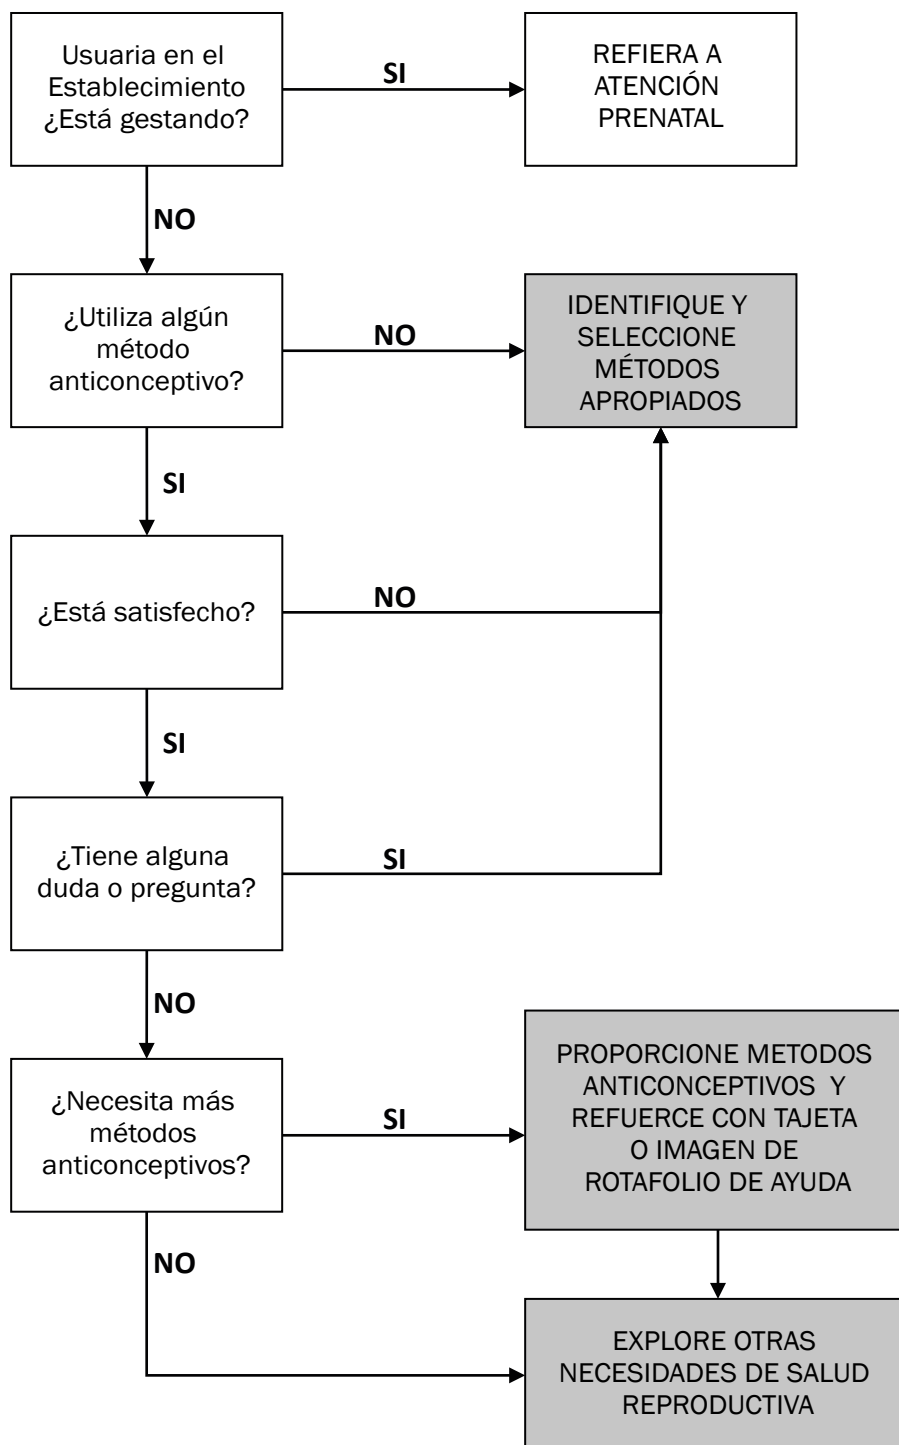 Usuaria en el
Establecimiento
¿Está gestando?
SI
REFIERA A
ATENCIÓN
PRENATAL
NO
¿Utiliza algún
método
anticonceptivo?
NO
IDENTIFIQUE Y
SELECCIONE
MÉTODOS
APROPIADOS
SI
¿Está satisfecho?
NO
SI
¿Tiene alguna
duda o pregunta?
SI
NO
¿Necesita más
métodos
anticonceptivos?
SI
PROPORCIONE METODOS
ANTICONCEPTIVOS Y
REFUERCE CON TAJETA
O IMAGEN DE
ROTAFOLIO DE AYUDA
NO
EXPLORE OTRAS
NECESIDADES DE SALUD
REPRODUCTIVA